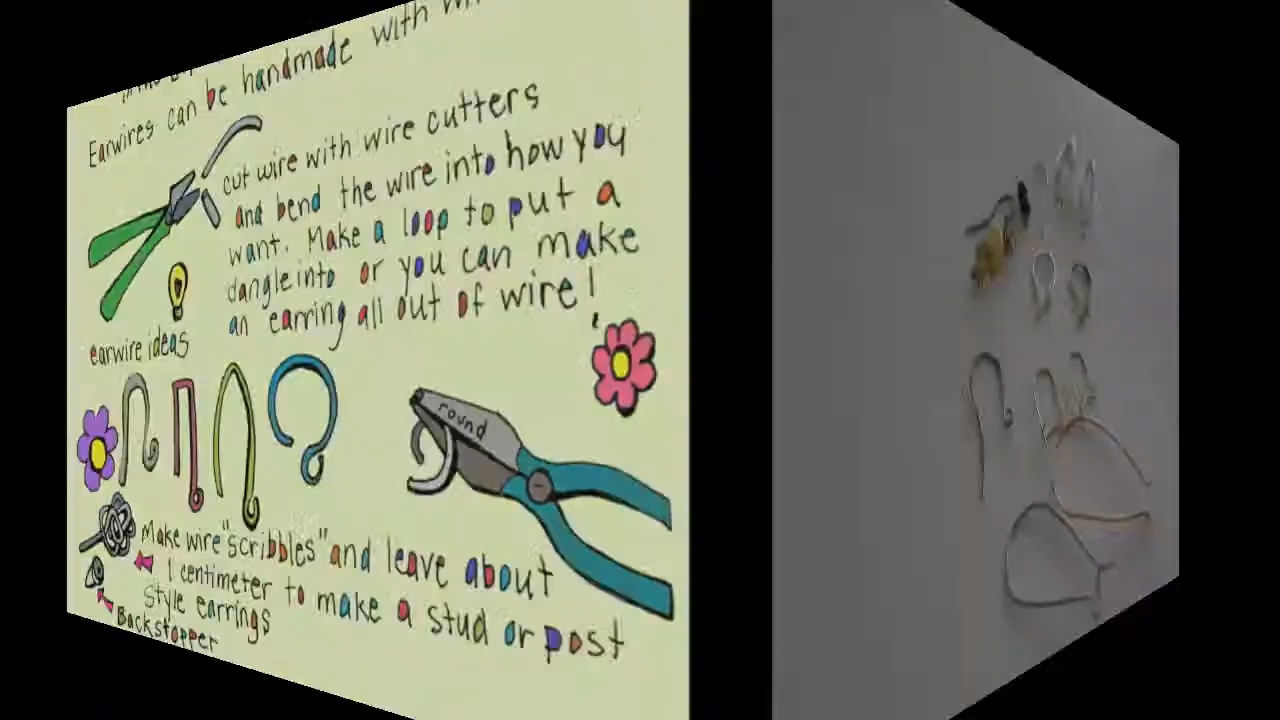 Earwires can be handmade with
cut wire with wire cutters
and bend the wire into how you
want. Make a loop to put a
dangle into or you can make
an earring all out of wire!
earwire ideas
round
Make wire "scribbles" and leave about
1 centimeter to make a stud or post
style earrings
Backstopper